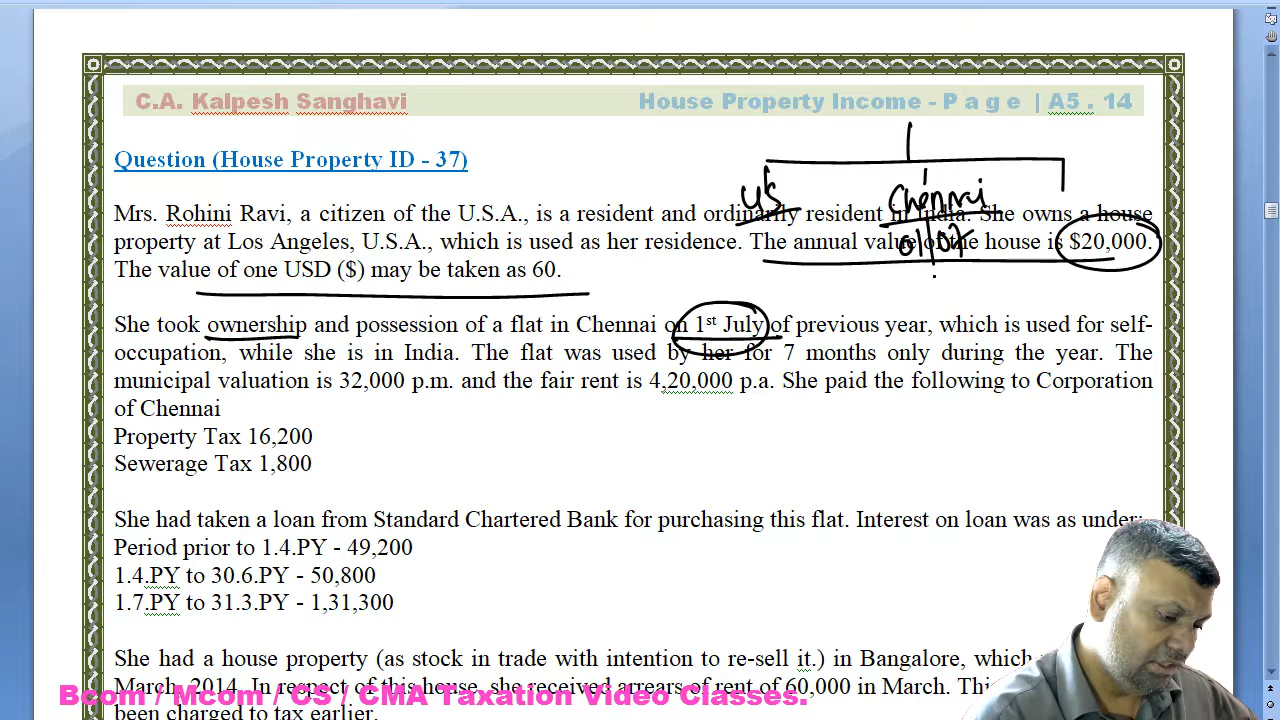 C.A. Kalpesh Sanghavi House Property Income - P a g e | A5 . 14
Question (House Property ID - 37)
US Chennai
01 07
Mrs. Rohini Ravi, a citizen of the U.S.A., is a resident and ordinarily resident in India. She owns a house
property at Los Angeles, U.S.A., which is used as her residence. The annual value of the house is $20,000.
The value of one USD ($) may be taken as 60.
She took ownership and possession of a flat in Chennai on 1st July of previous year, which is used for self-
occupation, while she is in India. The flat was used by her for 7 months only during the year. The
municipal valuation is 32,000 p.m. and the fair rent is 4,20,000 p.a. She paid the following to Corporation
of Chennai
Property Tax 16,200
Sewerage Tax 1,800
She had taken a loan from Standard Chartered Bank for purchasing this flat. Interest on loan was as under:
Period prior to 1.4.PY - 49,200
1.4.PY to 30.6.PY - 50,800
1.7.PY to 31.3.PY - 1,31,300
She had a house property (as stock in trade with intention to re-sell it.) in Bangalore, which
March, 2014. In respect of this house, she received arrears of rent of 60,000 in March.
been charged to tax earlier.
Bcom / Mcom / CS / CMA Taxation Video Classes.